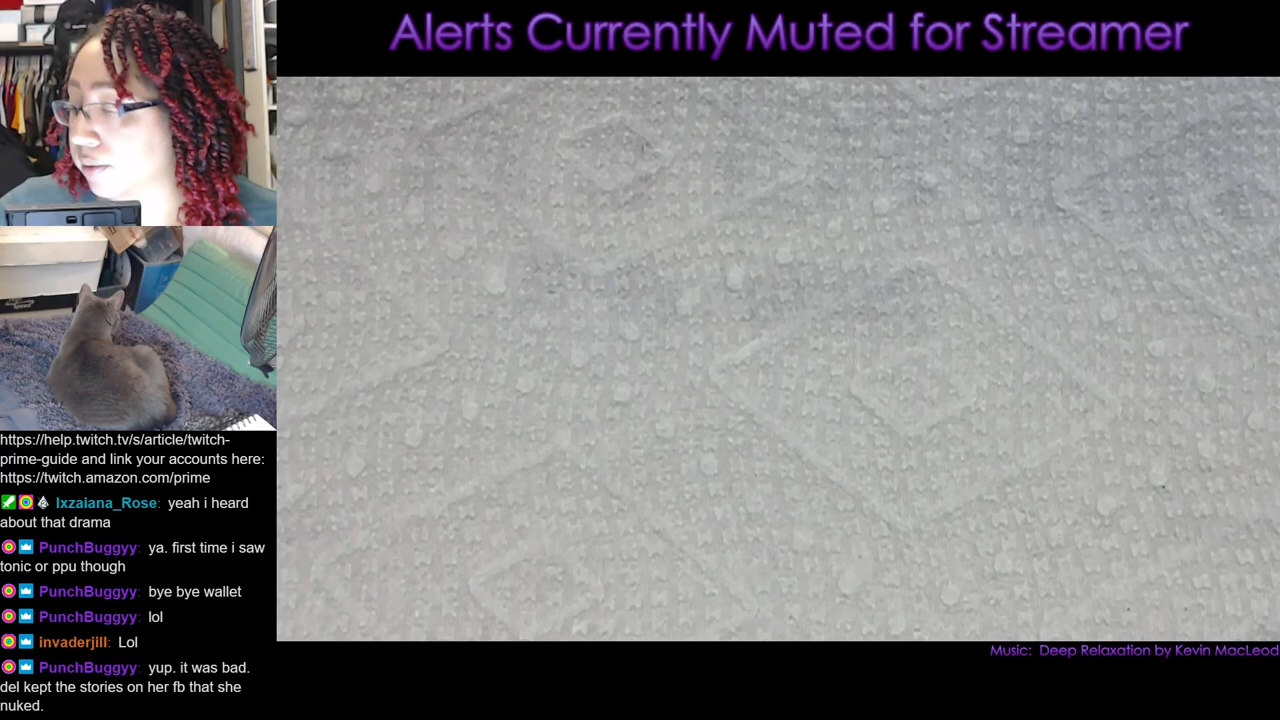 Alerts Currently Muted for Streamer
https://help.twitch.tv/s/article/twitch-
prime-guide and link your accounts here:
https://twitch.amazon.com/prime
Ixzaiana_Rose: yeah i heard
about that drama
PunchBuggyy: ya. first time i saw
tonic or ppu though
PunchBuggyy: bye bye wallet
PunchBuggyy: lol
invaderjill: Lol
PunchBuggyy: yup. it was bad.
del kept the stories on her fb that she
nuked.
Music: Deep Relaxation by Kevin MacLeod